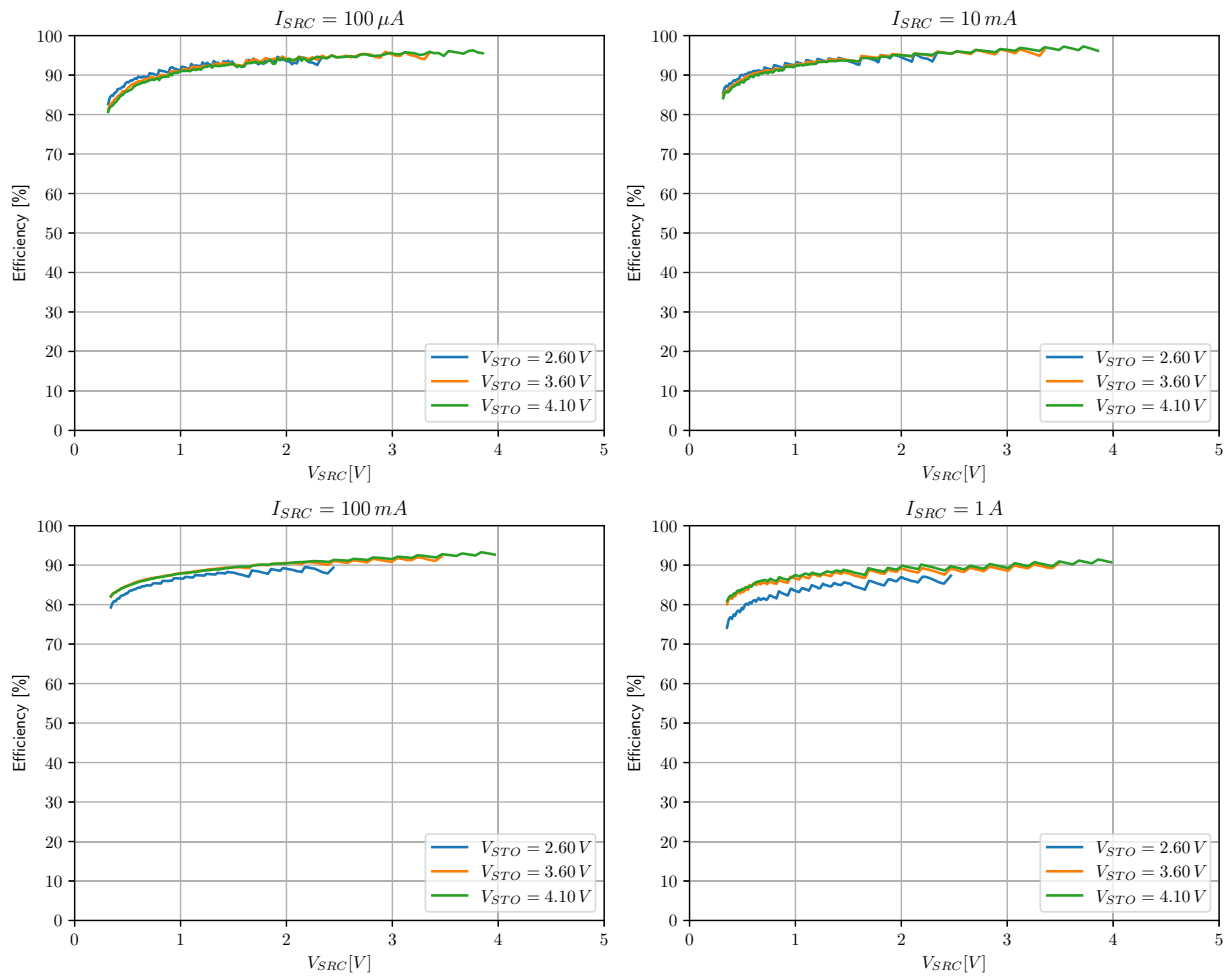 I_SRC = 100 μA
100
90
80
70
60
50
40
30
20
10
0
Efficiency [%]
V_STO = 2.60 V
V_STO = 3.60 V
V_STO = 4.10 V
0 1 2 3 4 5
V_SRC[V]
I_SRC = 10 mA
100
90
80
70
60
50
40
30
20
10
0
Efficiency [%]
V_STO = 2.60 V
V_STO = 3.60 V
V_STO = 4.10 V
0 1 2 3 4 5
V_SRC[V]
I_SRC = 100 mA
100
90
80
70
60
50
40
30
20
10
0
Efficiency [%]
V_STO = 2.60 V
V_STO = 3.60 V
V_STO = 4.10 V
0 1 2 3 4 5
V_SRC[V]
I_SRC = 1 A
100
90
80
70
60
50
40
30
20
10
0
Efficiency [%]
V_STO = 2.60 V
V_STO = 3.60 V
V_STO = 4.10 V
0 1 2 3 4 5
V_SRC[V]